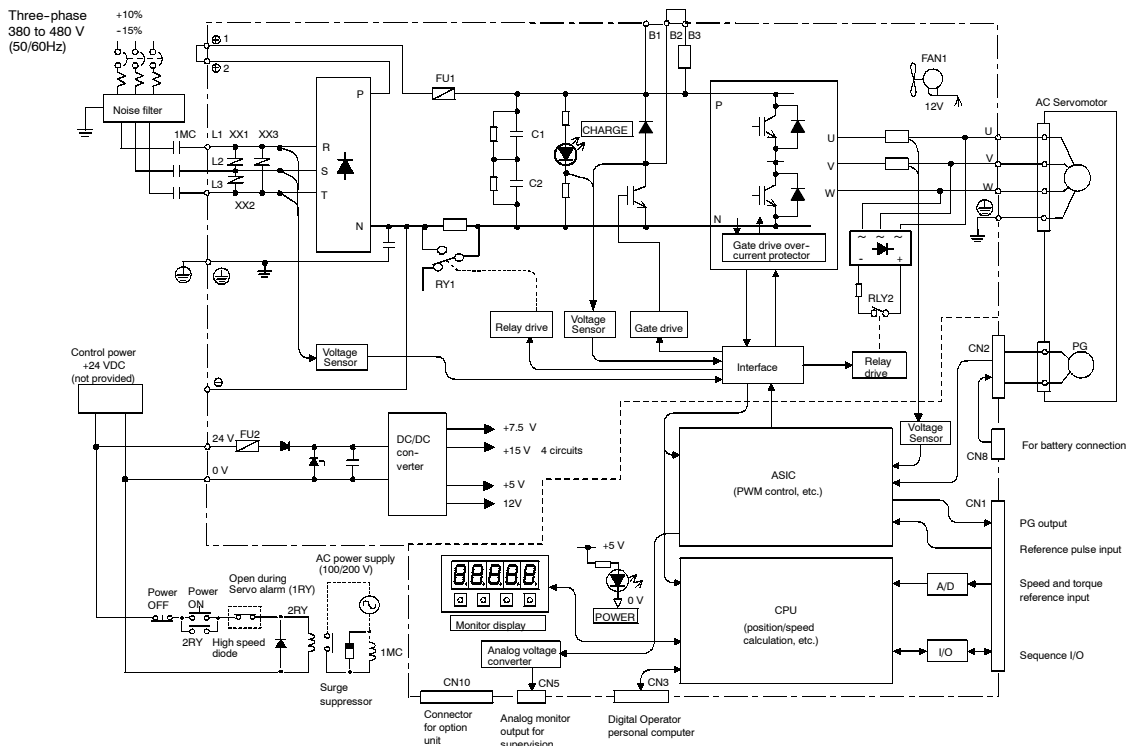 Three-phase
380 to 480 V
(50/60Hz)
+10%
-15%
Noise filter
1MC
L1
XX1
XX3
L2
L3
XX2
1
2
P
R
S
T
N
FU1
C1
C2
CHARGE
B1
B2
B3
P
N
Gate drive over-
current protector
U
V
W
FAN1
12V
AC Servomotor
U
V
W
~ ~ ~
- +
RLY2
RY1
Relay drive
Voltage
Sensor
Gate drive
Interface
Relay
drive
Voltage
Sensor
CN2
PG
Control power
+24 VDC
(not provided)
24 V
FU2
0 V
DC/DC
con-
verter
+7.5 V
+15 V 4 circuits
+5 V
12V
Voltage
Sensor
CN8
For battery connection
ASIC
(PWM control, etc.)
CN1
PG output
Reference pulse input
A/D
Speed and torque
reference input
CPU
(position/speed
calculation, etc.)
I/O
Sequence I/O
+5 V
0 V
POWER
88888
Monitor display
Analog voltage
converter
AC power supply
(100/200 V)
Open during
Servo alarm (1RY)
Power
OFF
Power
ON
2RY
2RY
High speed
diode
1MC
Surge
suppressor
CN10
CN5
CN3
Connector
for option
unit
Analog monitor
output for
supervision
Digital Operator
personal computer